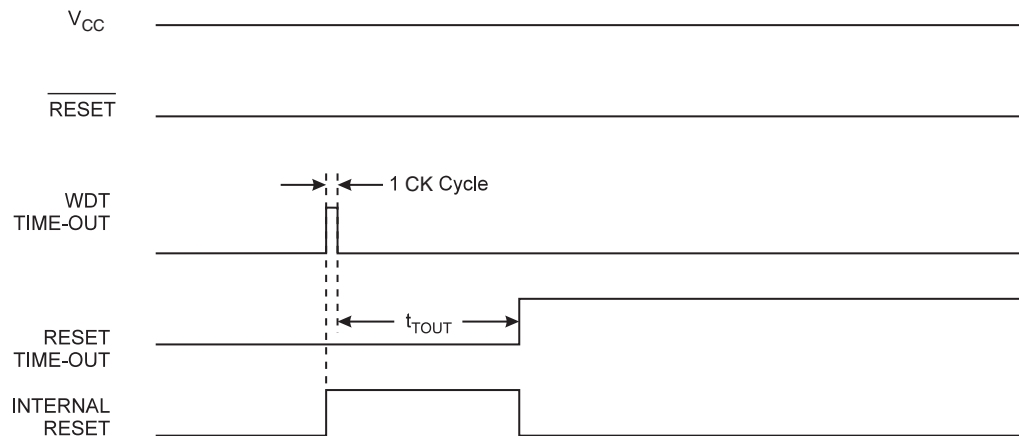 VCC
RESET
1 CK Cycle
WDT
TIME-OUT
tTOUT
RESET
TIME-OUT
INTERNAL
RESET